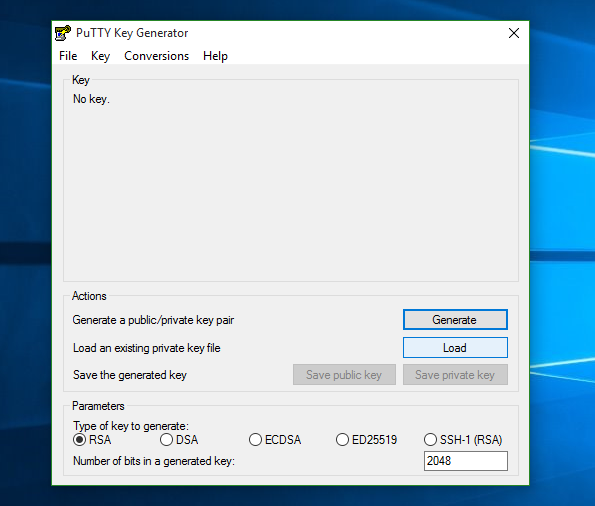 PuTTY Key Generator
File Key Conversions Help
Key
No key.
Actions
Generate a public/private key pair Generate
Load an existing private key file Load
Save the generated key Save public key Save private key
Parameters
Type of key to generate:
RSA DSA ECDSA ED25519 SSH-1 (RSA)
Number of bits in a generated key: 2048